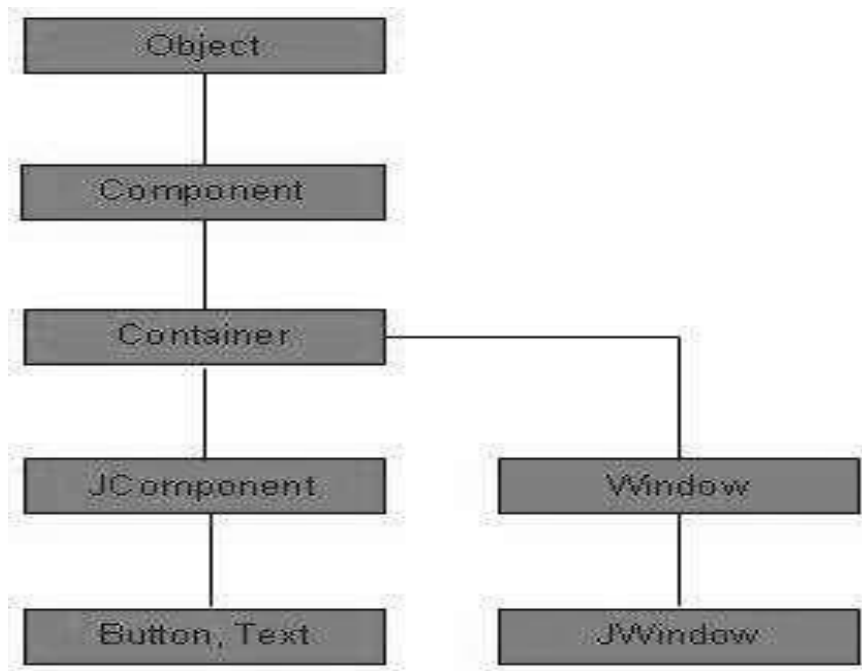 Object
Component
Container
JComponent
Window
Button, Text
JWindow